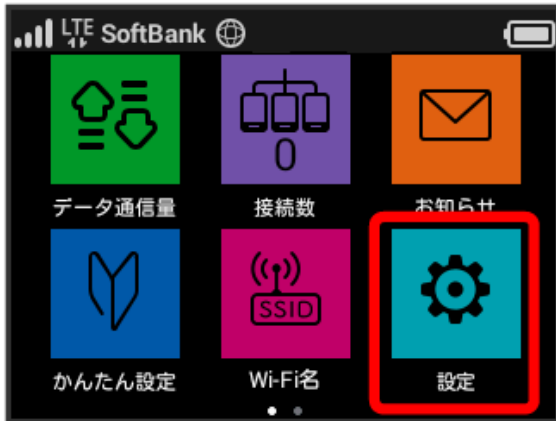 LTE SoftBank
0
データ通信量 接続数 お知らせ
SSID
かんたん設定 Wi-Fi名 設定